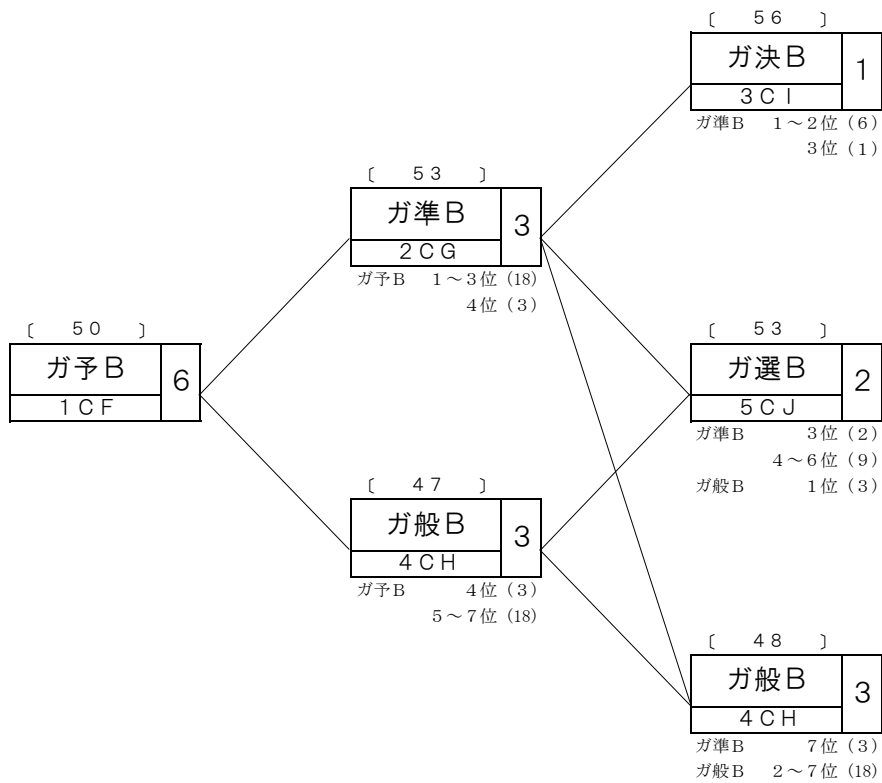 〔 50 〕
ガ予B 6
1CF
〔 53 〕
ガ準B 3
2CG
ガ予B 1～3位 (18)
4位 (3)
〔 47 〕
ガ般B 3
4CH
ガ予B 4位 (3)
5～7位 (18)
〔 56 〕
ガ決B 1
3CI
ガ準B 1～2位 (6)
3位 (1)
〔 53 〕
ガ選B 2
5CJ
ガ準B 3位 (2)
4～6位 (9)
ガ般B 1位 (3)
〔 48 〕
ガ般B 3
4CH
ガ準B 7位 (3)
ガ般B 2～7位 (18)